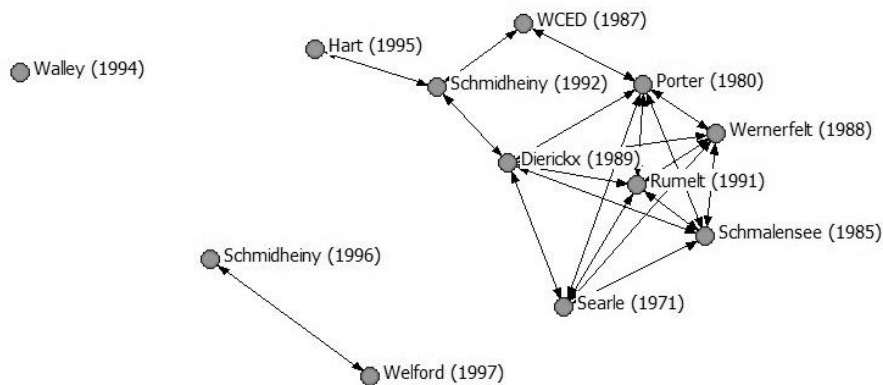 WCED (1987)
Hart (1995)
Walley (1994)
Schmidheiny (1992)
Porter (1980)
Wernerfelt (1988)
Dierickx (1989)
Rumelt (1991)
Schmalensee (1985)
Schmidheiny (1996)
Searle (1971)
Welford (1997)